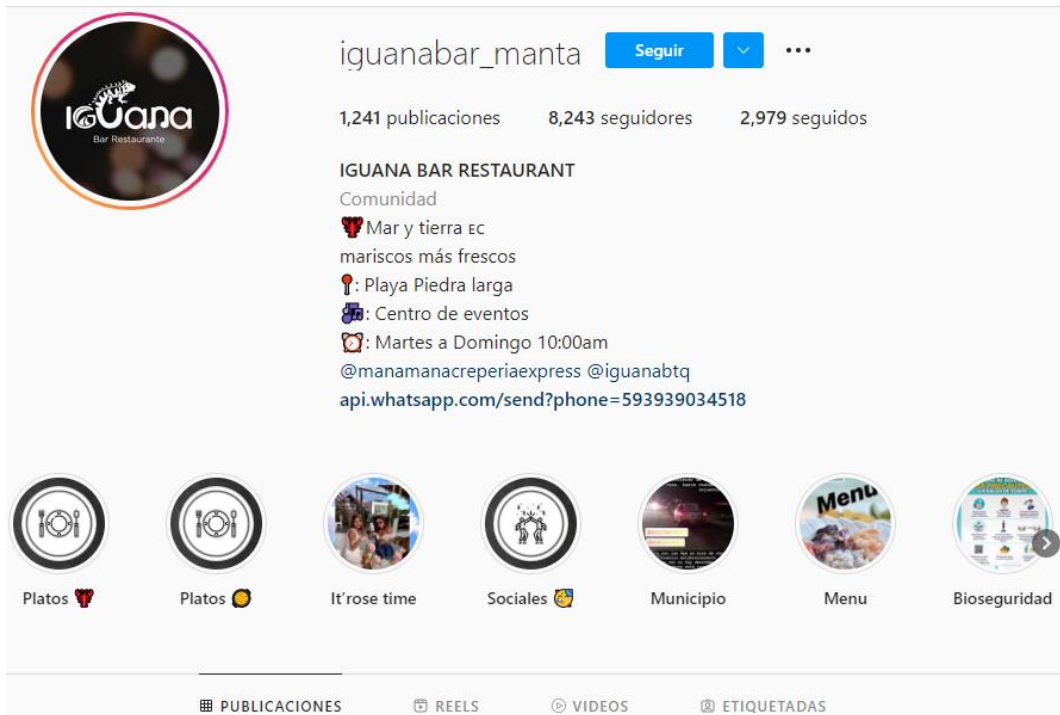 IGUana
Bar Restaurante
iguanabar_manta
Seguir
1,241 publicaciones 8,243 seguidores 2,979 seguidos
IGUANA BAR RESTAURANT
Comunidad
🦞Mar y tierra EC
mariscos más frescos
📍: Playa Piedra larga
🎶: Centro de eventos
⏰: Martes a Domingo 10:00am
@manamanacreperiaexpress @iguanabtq
api.whatsapp.com/send?phone=593939034518
Menu
Platos 🦞 Platos 🥘 It'rose time Sociales 🥳 Municipio Menu Bioseguridad
PUBLICACIONES REELS VIDEOS ETIQUETADAS